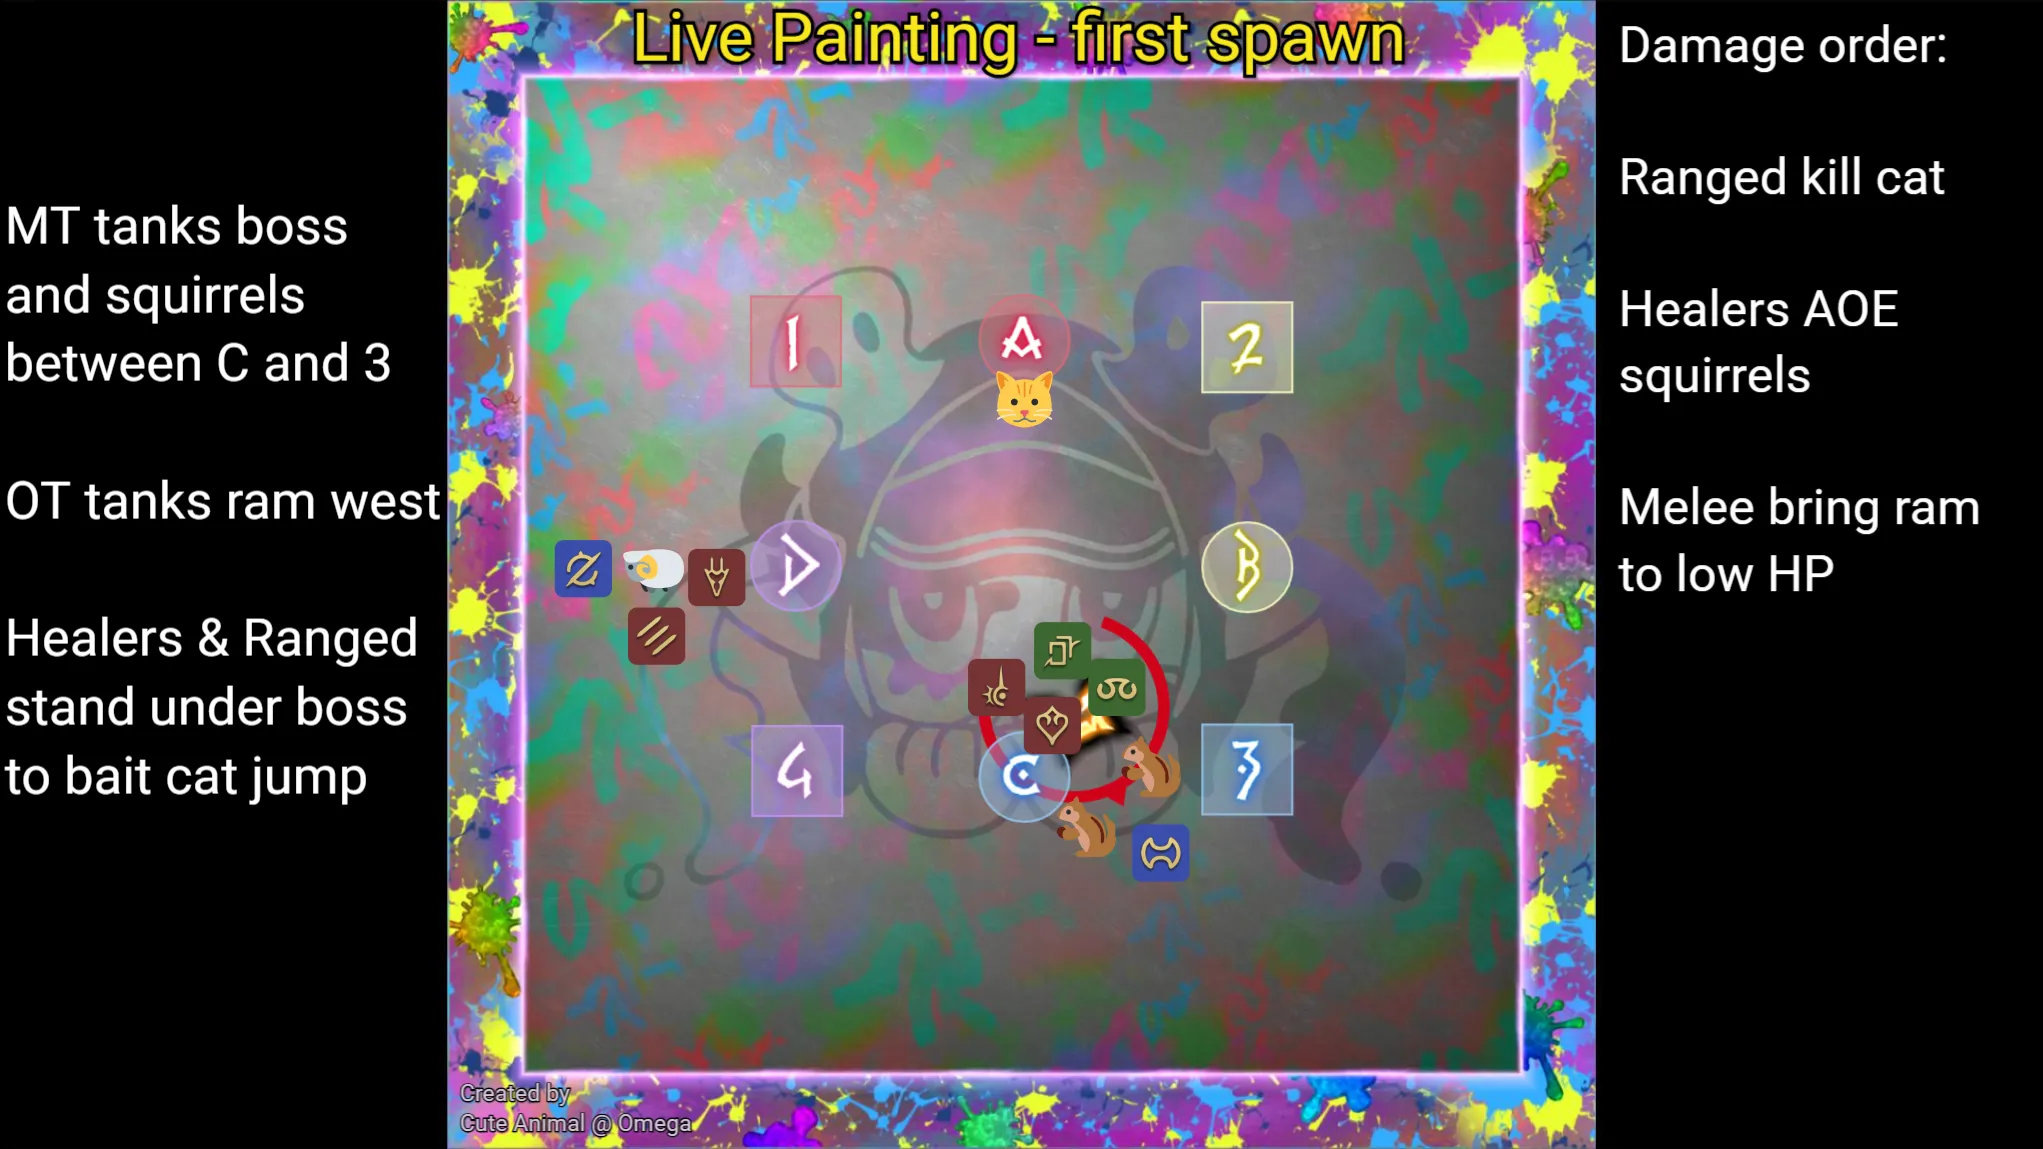 Live Painting - first spawn
MT tanks boss
and squirrels
between C and 3
OT tanks ram west
Healers & Ranged
stand under boss
to bait cat jump
1
A
2
D
B
4
C
3
Damage order:
Ranged kill cat
Healers AOE
squirrels
Melee bring ram
to low HP
Created by
Cute Animal @ Omega